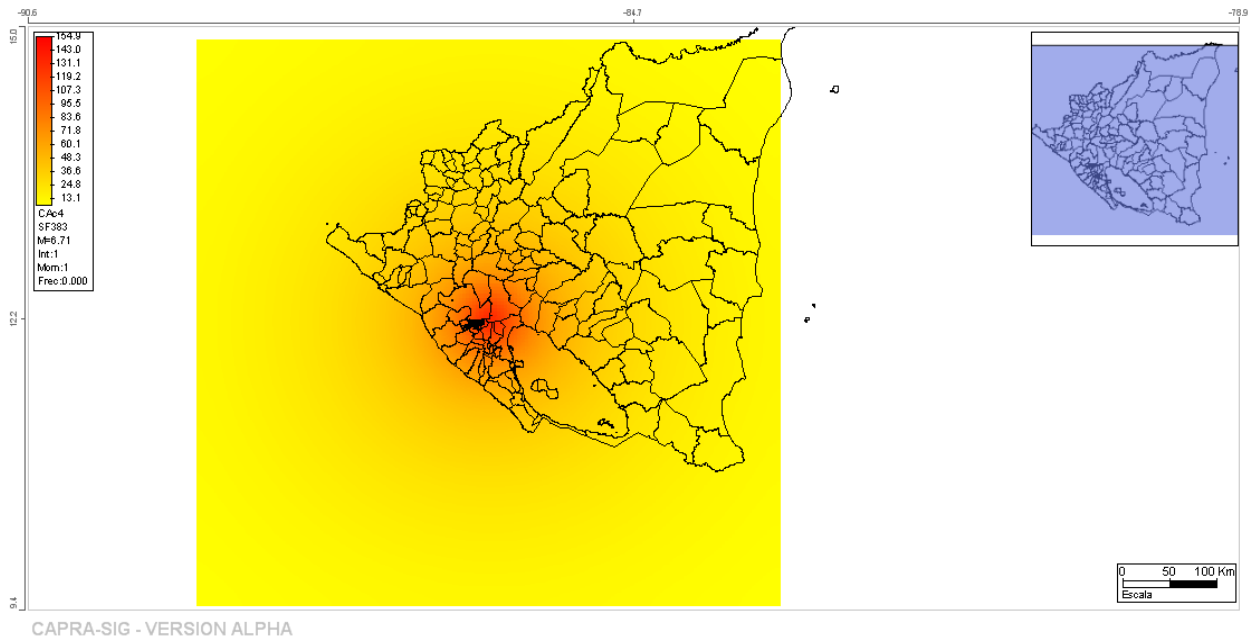 -90.6
-84.7
-78.9
15.0
12.2
9.4
154.9
143.0
131.1
119.2
107.3
95.5
83.6
71.8
60.1
48.3
36.6
24.8
13.1
CAc4
SF383
M=6.71
Int:1
Mom:1
Frec:0.000
0 50 100 Km
Escala
CAPRA-SIG - VERSION ALPHA